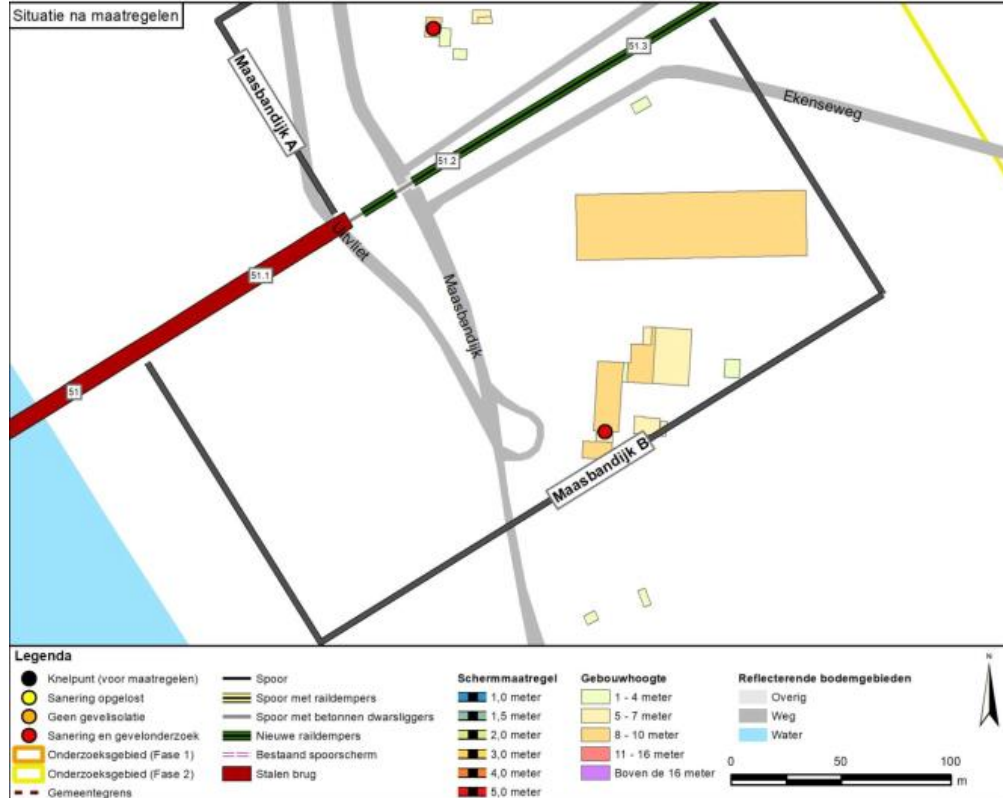 Situatie na maatregelen
51.3
Maasbandijk A
Ekenseweg
51.2
Uitvliet
51.1
Maasbandijk
51
Maasbandijk B
Legenda
Knelpunt (voor maatregelen)
Sanering opgelost
Geen gevelisolatie
Sanering en gevelonderzoek
Onderzoeksgebied (Fase 1)
Onderzoeksgebied (Fase 2)
Gemeentegrens
Spoor
Spoor met raildempers
Spoor met betonnen dwarsliggers
Nieuwe raildempers
Bestaand spoorscherm
Stalen brug
Schermmaatregel
1,0 meter
1,5 meter
2,0 meter
3,0 meter
4,0 meter
5,0 meter
Gebouwhoogte
1 - 4 meter
5 - 7 meter
8 - 10 meter
11 - 16 meter
Boven de 16 meter
Reflecterende bodemgebieden
Overig
Weg
Water
N
0 50 100
m